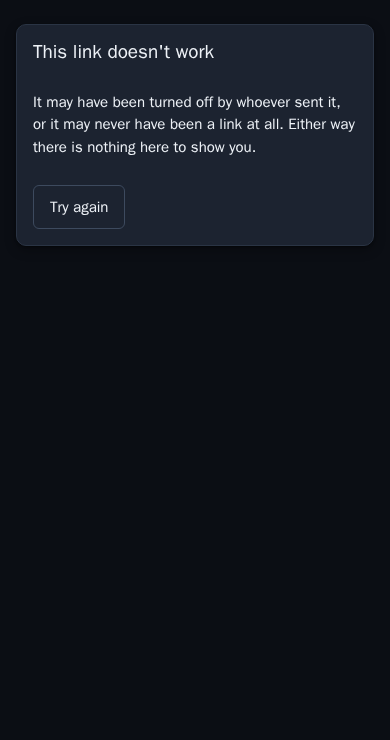 This link doesn't work
It may have been turned off by whoever sent it,
or it may never have been a link at all. Either way
there is nothing here to show you.
Try again